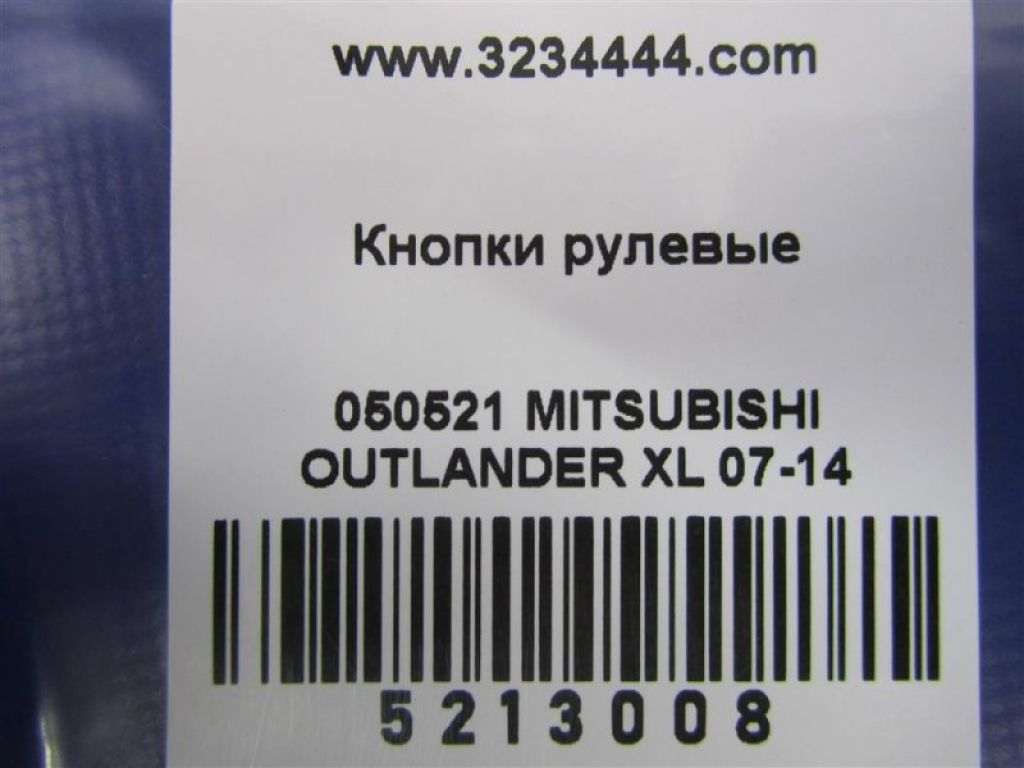 www.3234444.com
Кнопки рулевые
050521 MITSUBISHI
OUTLANDER XL 07-14
5213008